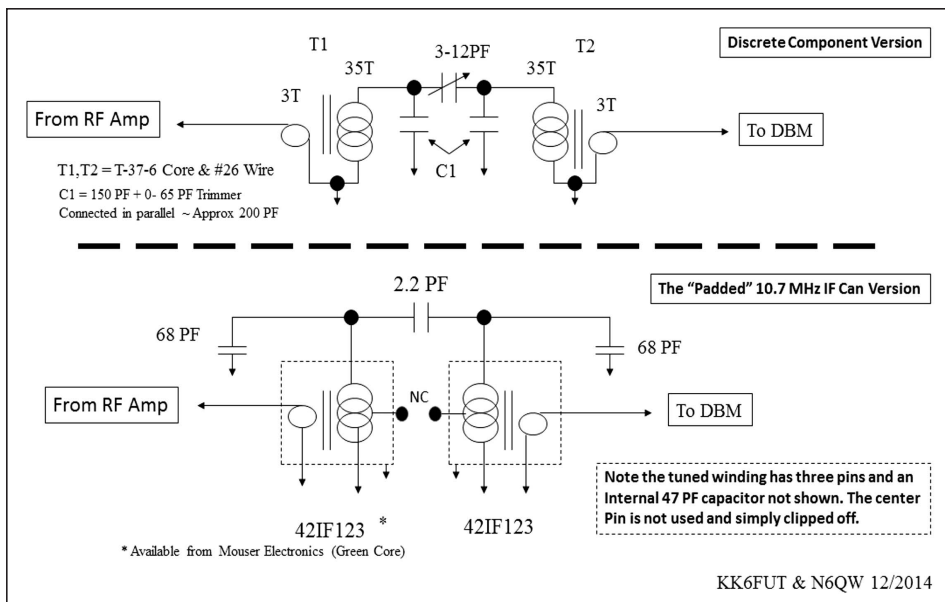 Discrete Component Version
T1
35T
3T
3-12PF
35T
T2
3T
From RF Amp
To DBM
C1
T1,T2 = T-37-6 Core & #26 Wire
C1 = 150 PF + 0- 65 PF Trimmer
Connected in parallel ~ Approx 200 PF
The “Padded” 10.7 MHz IF Can Version
2.2 PF
68 PF
68 PF
From RF Amp
NC
To DBM
42IF123 *
42IF123
* Available from Mouser Electronics (Green Core)
Note the tuned winding has three pins and an
Internal 47 PF capacitor not shown. The center
Pin is not used and simply clipped off.
KK6FUT & N6QW 12/2014